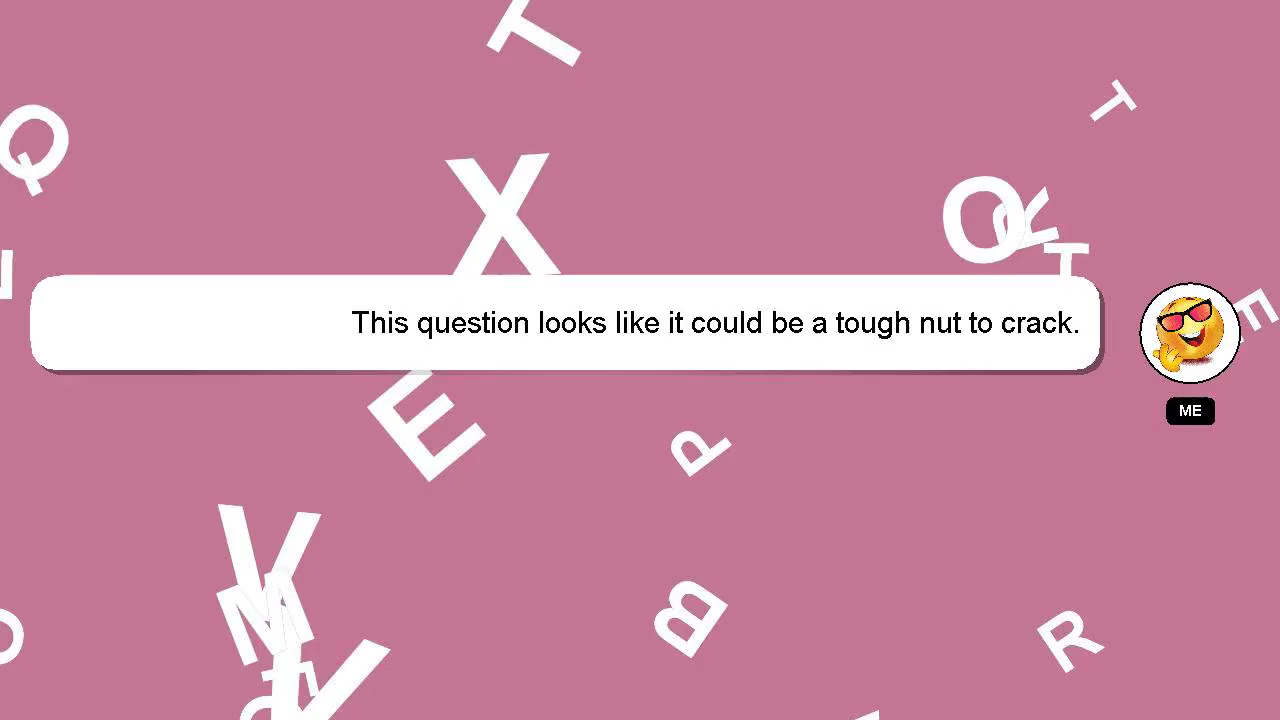 T
Q
T
X
O
R
T
E
This question looks like it could be a tough nut to crack.
ME
E
P
V
M
B
R
V